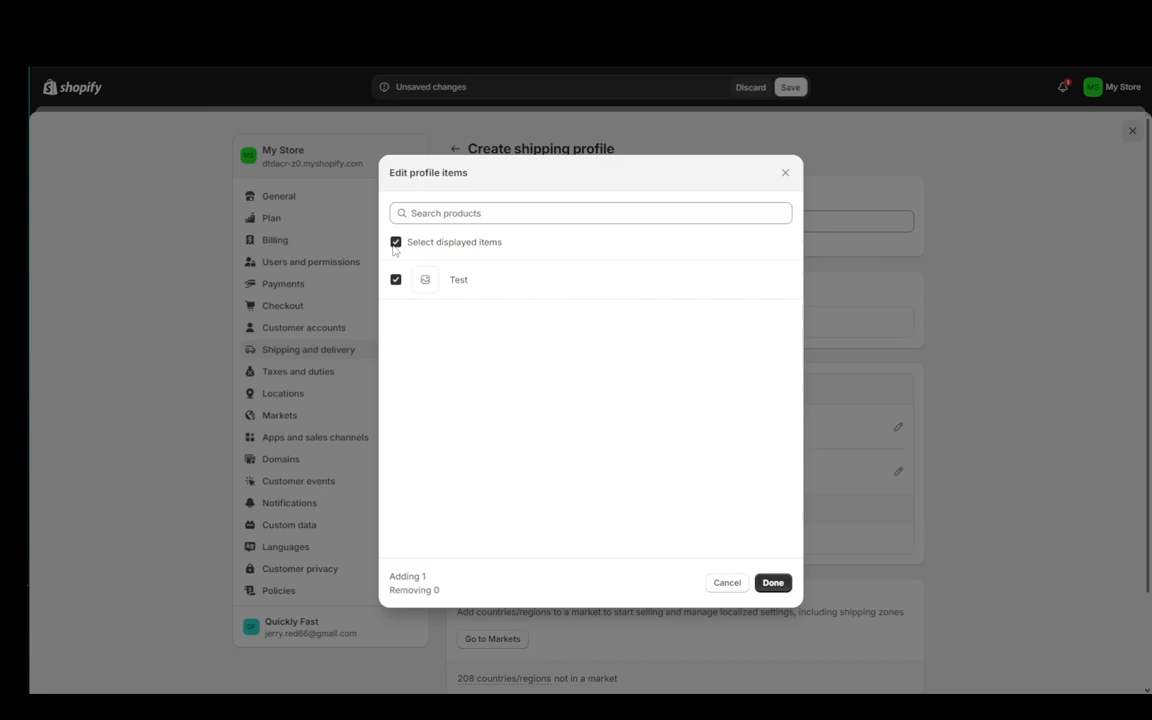 shopify
Unsaved changes
Discard
Save
1
MS
My Store
MS
My Store
dtdacr-z0.myshopify.com
General
Plan
Billing
Users and permissions
Payments
Checkout
Customer accounts
Shipping and delivery
Taxes and duties
Locations
Markets
Apps and sales channels
Domains
Customer events
Notifications
Custom data
Languages
Customer privacy
Policies
QF
Quickly Fast
jerry.red66@gmail.com
Create shipping profile
Edit profile items
Search products
Select displayed items
Test
Adding 1
Removing 0
Cancel
Done
Add countries/regions to a market to start selling and manage localized settings, including shipping zones
Go to Markets
208 countries/regions not in a market